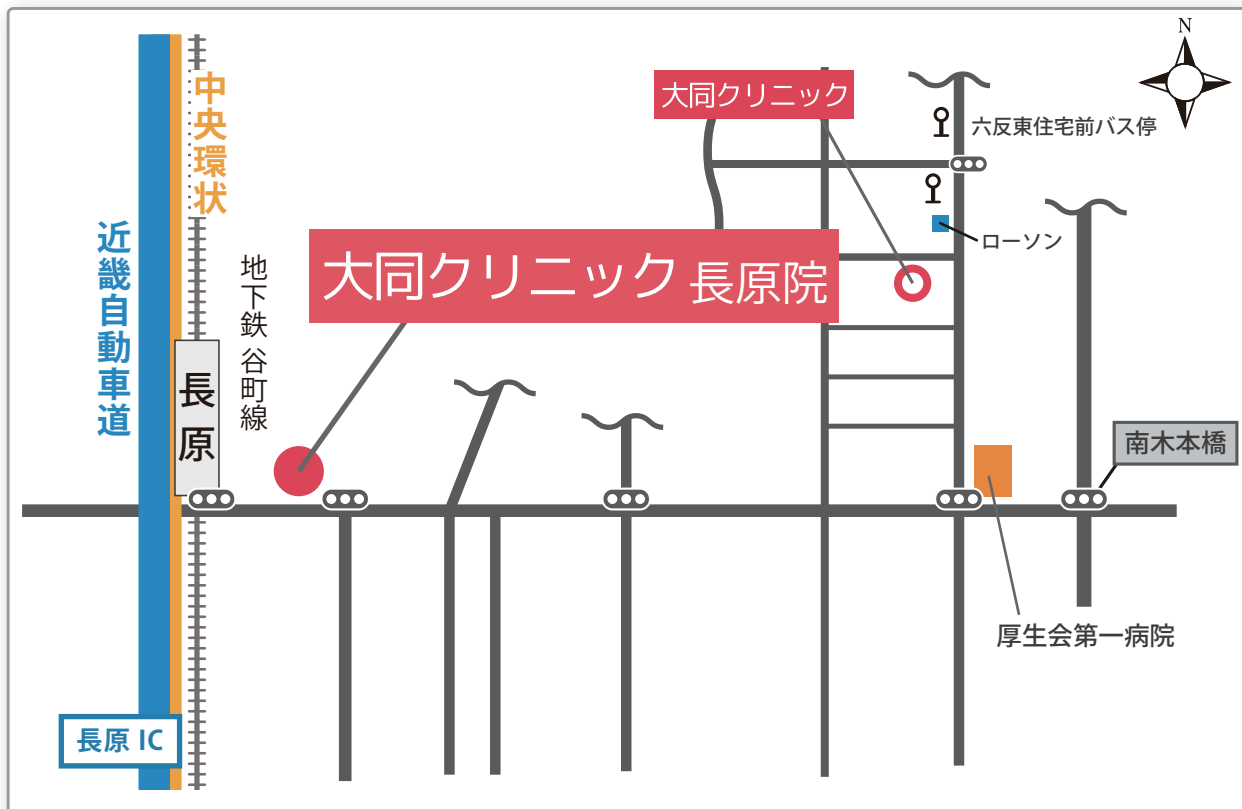 N
大同クリニック
六反東住宅前バス停
中央環状
ローソン
近畿自動車道
地下鉄 谷町線
大同クリニック 長原院
長原
南木本橋
厚生会第一病院
長原 IC